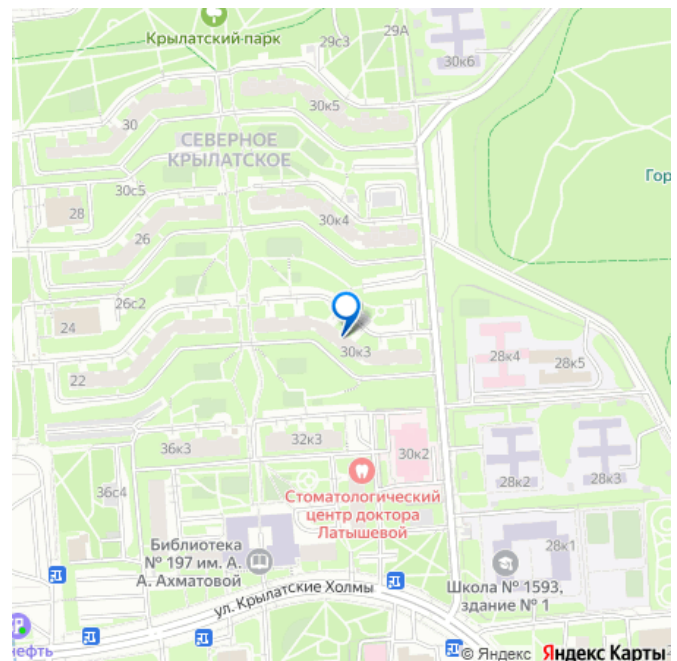 Крылатский парк
29с3
29А
30к6
30к5
30
СЕВЕРНОЕ
КРЫЛАТСКОЕ
Гор
30с5
28
30к4
26
26с2
24
30к3
28к4
28к5
22
36к3
32к3
30к2
28к2
28к3
36с4
Стоматологический
центр доктора
Латышевой
Библиотека
№ 197 им. А.
А. Ахматовой
28к1
Школа № 1593,
здание № 1
ул. Крылатские Холмы
нефть
© Яндекс Яндекс Карты